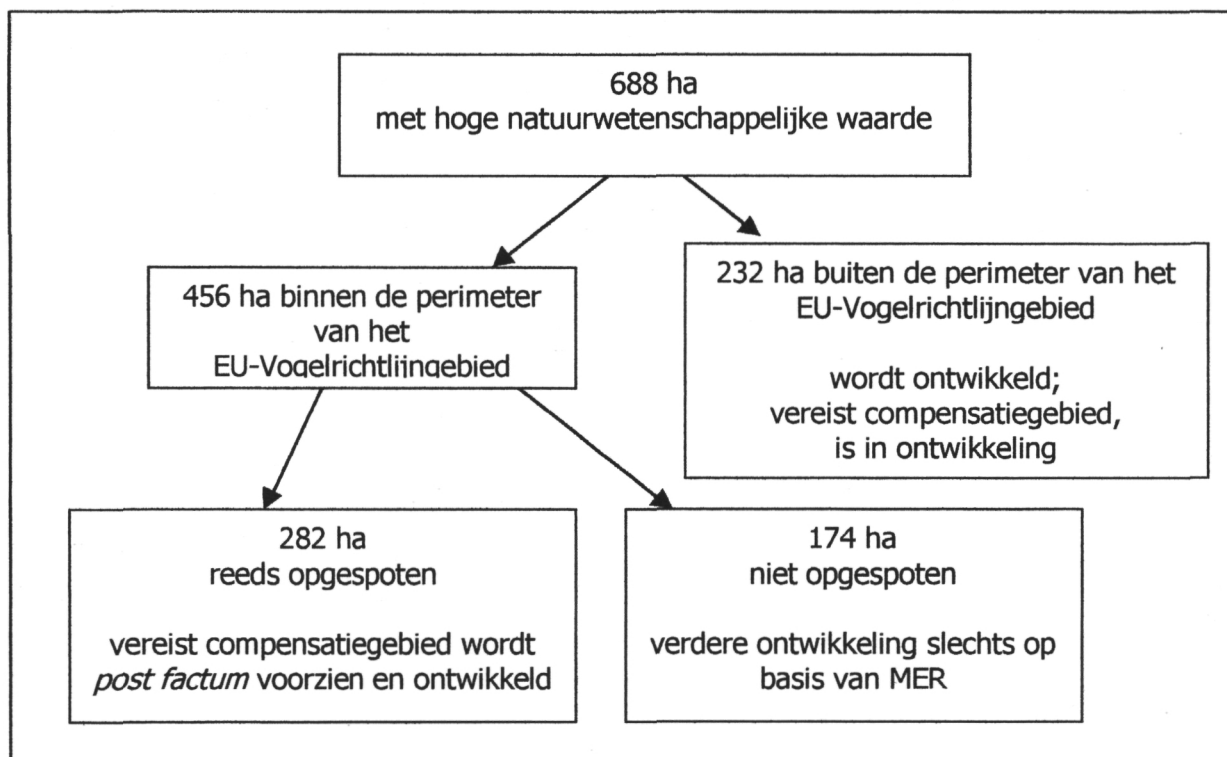 688 ha
met hoge natuurwetenschappelijke waarde
456 ha binnen de perimeter
van het
EU-Vogelrichtlijngebied
232 ha buiten de perimeter van het
EU-Vogelrichtlijngebied
wordt ontwikkeld;
vereist compensatiegebied,
is in ontwikkeling
282 ha
reeds opgespoten
vereist compensatiegebied wordt
post factum voorzien en ontwikkeld
174 ha
niet opgespoten
verdere ontwikkeling slechts op
basis van MER